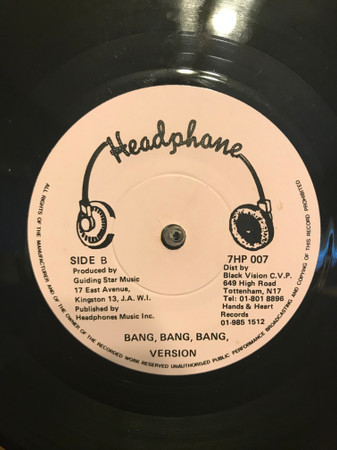 Headphone
SIDE B
Produced by
Guiding Star Music
17 East Avenue,
Kingston 13, J.A. W.I.
Published by
Headphones Music Inc.
7HP 007
Dist by
Black Vision C.V.P.
649 High Road
Tottenham, N17
Tel: 01-801 8896
Hands & Heart
Records
01-985 1512
BANG, BANG, BANG,
VERSION
ALL RIGHTS OF THE MANUFACTURER AND OF THE OWNER OF THE RECORDED WORK RESERVED UNAUTHORISED PUBLIC PERFORMANCE BROADCASTING AND COPYING OF THIS RECORD PROHIBITED